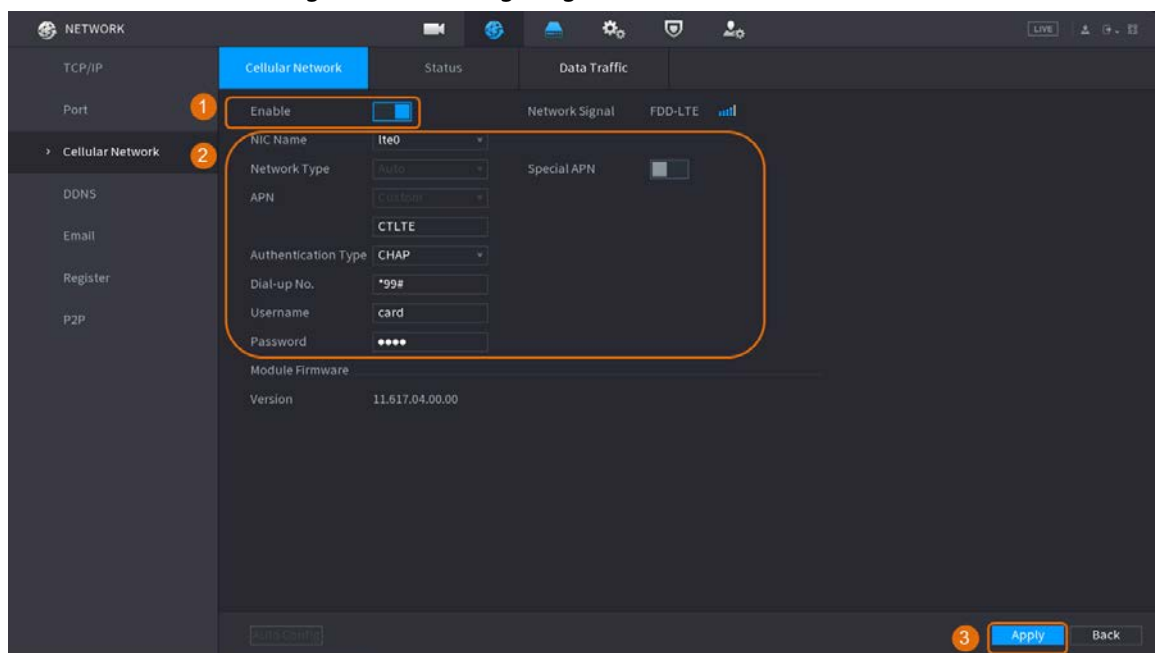 NETWORK
LIVE
TCP/IP
Cellular Network
Status
Data Traffic
Port
1
Enable
Network Signal
FDD-LTE
Cellular Network
2
NIC Name
lte0
Network Type
Auto
Special APN
DDNS
APN
Custom
CTLTE
Email
Authentication Type
CHAP
Register
Dial-up No.
*99#
P2P
Username
card
Password
••••
Module Firmware
Version
11.617.04.00.00
Auto Config
3
Apply
Back